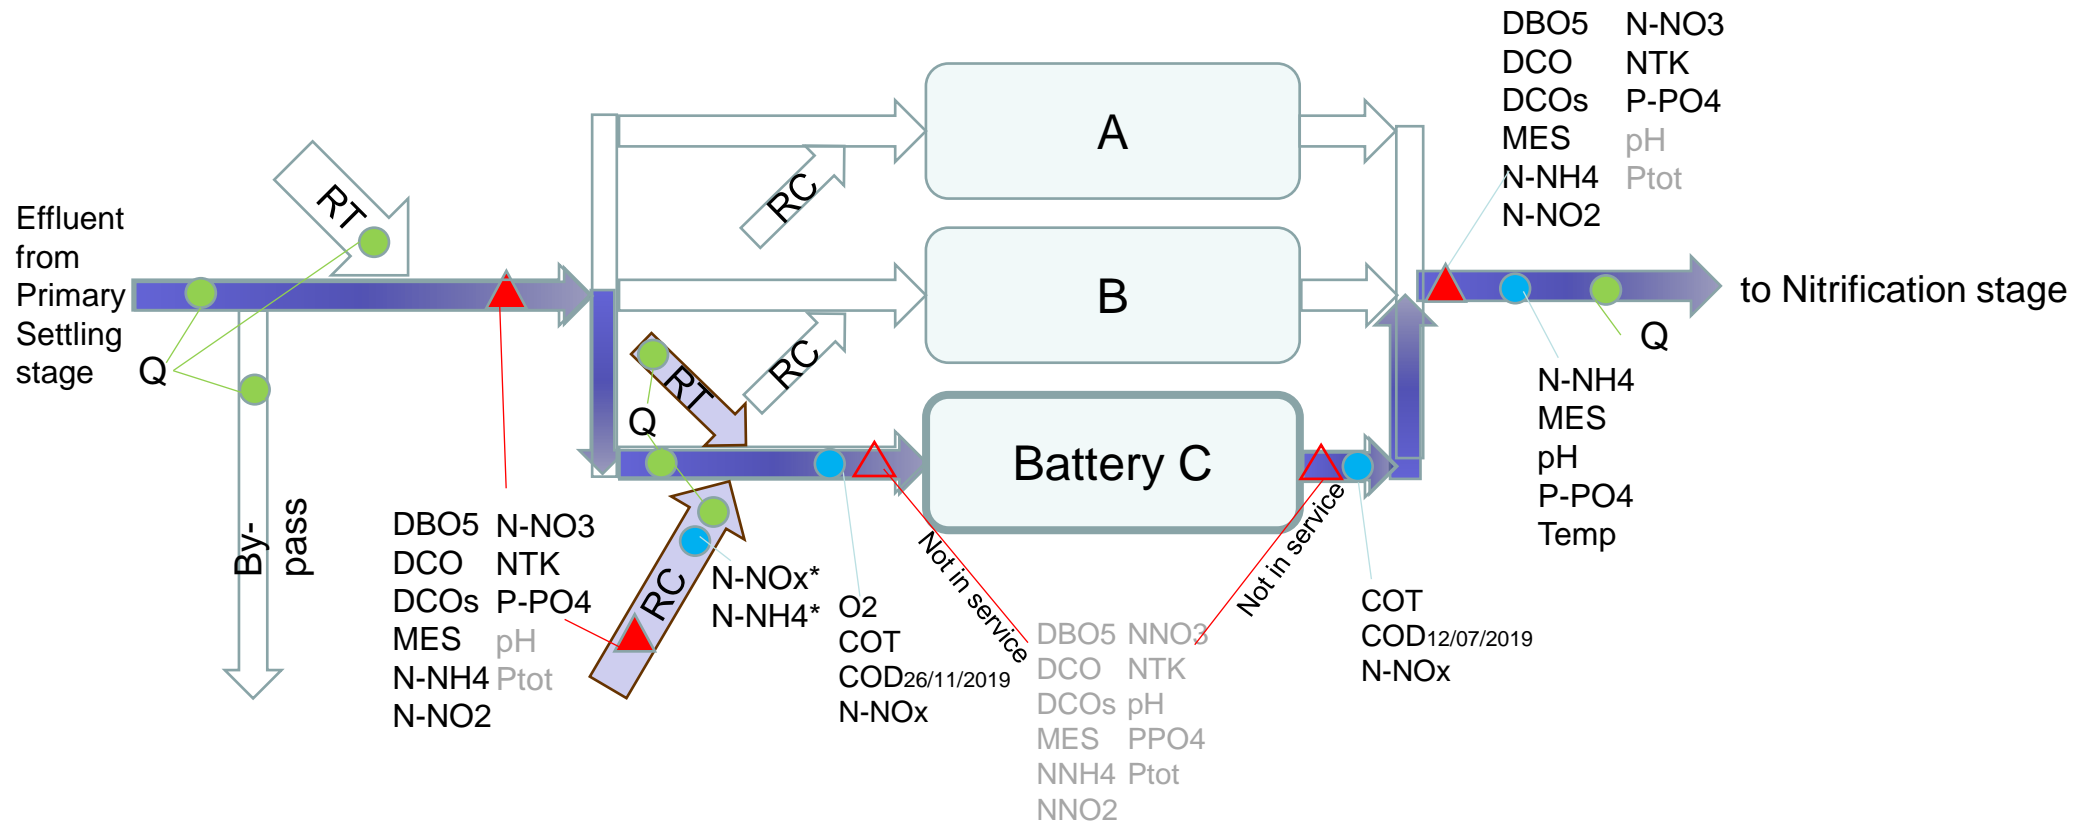 Effluent
from
Primary
Settling
stage
Q
RT
By-
pass
DBO5 N-NO3
DCO NTK
DCOs P-PO4
MES pH
N-NH4 Ptot
N-NO2
RC
RC
RT
Q
RC
N-NOx*
N-NH4*
A
B
Battery C
O2
COT
COD26/11/2019
N-NOx
Not in service
Not in service
DBO5 NNO3
DCO NTK
DCOs pH
MES PPO4
NNH4 Ptot
NNO2
COT
COD12/07/2019
N-NOx
DBO5 N-NO3
DCO NTK
DCOs P-PO4
MES pH
N-NH4 Ptot
N-NO2
Q
to Nitrification stage
N-NH4
MES
pH
P-PO4
Temp